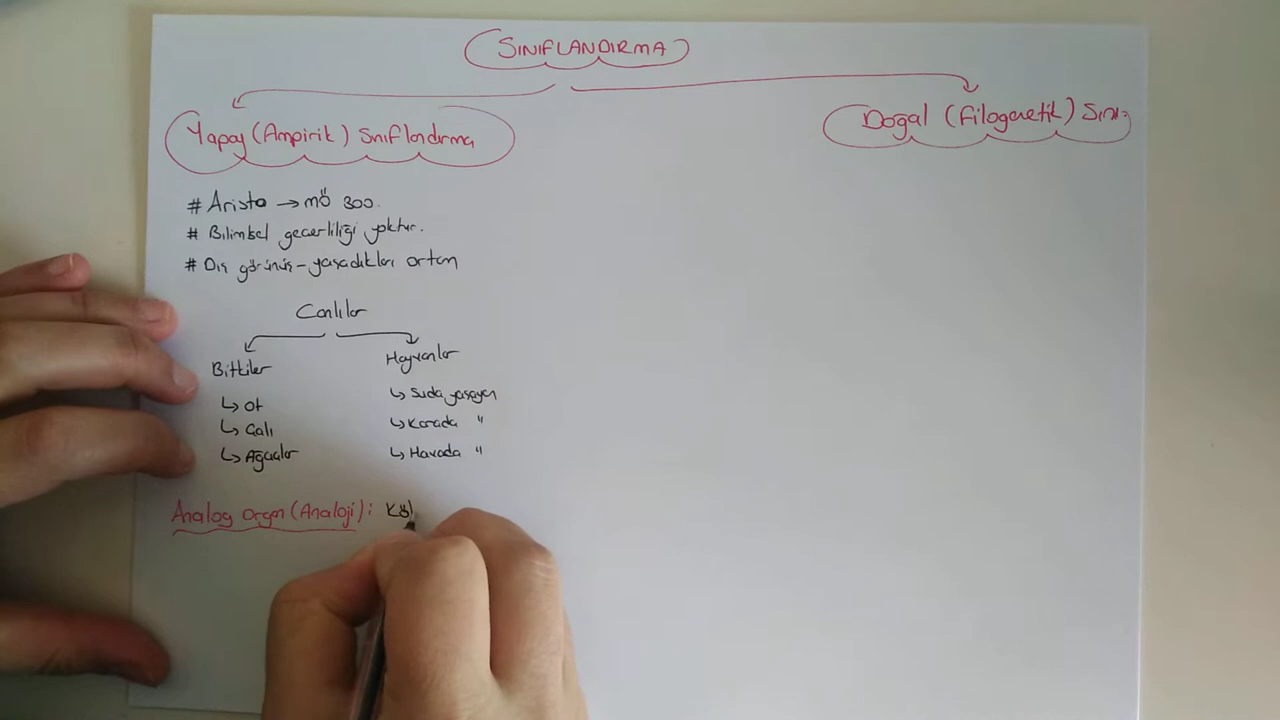 SINIFLANDIRMA
Yapay (Ampirik) Sınıflandırma
Doğal (Filogenetik) Sını
# Aristo → mö 300.
# Bilimsel geçerliliği yoktur.
# Dış görünüş - yaşadıkları ortam
Canlılar
Bitkiler
↳ Ot
↳ Çalı
↳ Ağaçlar
Hayvanlar
↳ Suda yaşayan
↳ Karada "
↳ Havada "
Analog Organ (Analoji): Kö